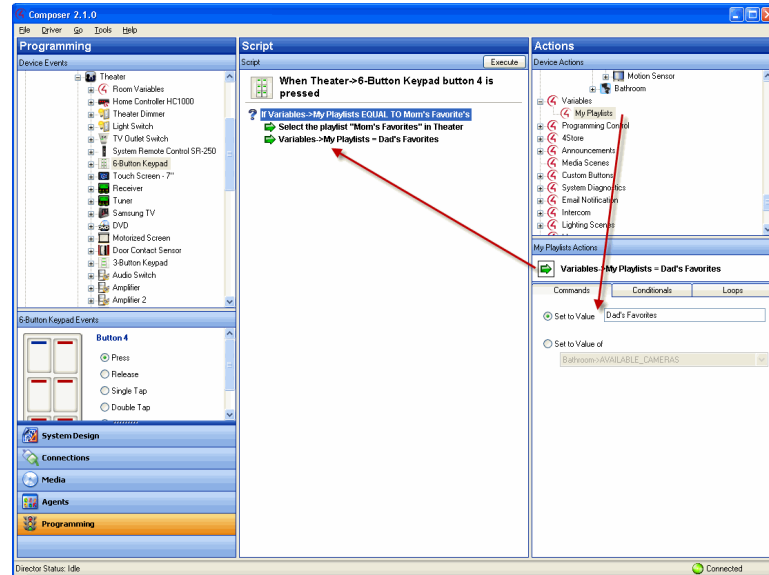 Composer 2.1.0
File Driver Go Tools Help
Programming
Device Events
Theater
Room Variables
Home Controller HC1000
Theater Dimmer
Light Switch
TV Outlet Switch
System Remote Control SR-250
6-Button Keypad
Touch Screen - 7"
Receiver
Tuner
Samsung TV
DVD
Motorized Screen
Door Contact Sensor
3-Button Keypad
Audio Switch
Amplifier
Amplifier 2
6-Button Keypad Events
Button 4
Press
Release
Single Tap
Double Tap
System Design
Connections
Media
Agents
Programming
Director Status: Idle
Script
Script
Execute
When Theater->6-Button Keypad button 4 is
pressed
If Variables->My Playlists EQUAL TO Mom's Favorite's
Select the playlist "Mom's Favorites" in Theater
Variables->My Playlists = Dad's Favorites
Actions
Device Actions
Motion Sensor
Bathroom
Variables
My Playlists
Programming Control
4Store
Announcements
Media Scenes
Custom Buttons
System Diagnostics
Email Notification
Intercom
Lighting Scenes
My Playlists Actions
Variables->My Playlists = Dad's Favorites
Commands Conditionals Loops
Set to Value Dad's Favorites
Set to Value of
Bathroom->AVAILABLE_CAMERAS
Connected